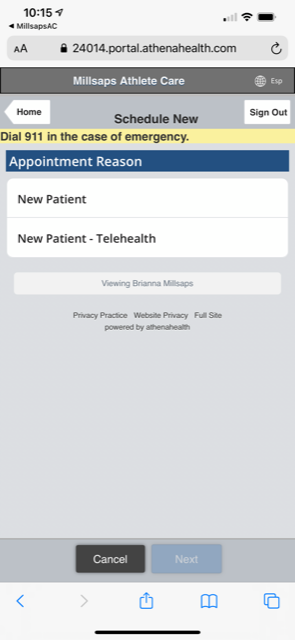 10:15
MillsapsAC
AA 24014.portal.athenahealth.com
Millsaps Athlete Care Esp
Home Schedule New Sign Out
Dial 911 in the case of emergency.
Appointment Reason
New Patient
New Patient - Telehealth
Viewing Brianna Millsaps
Privacy Practice Website Privacy Full Site
powered by athenahealth
Cancel Next